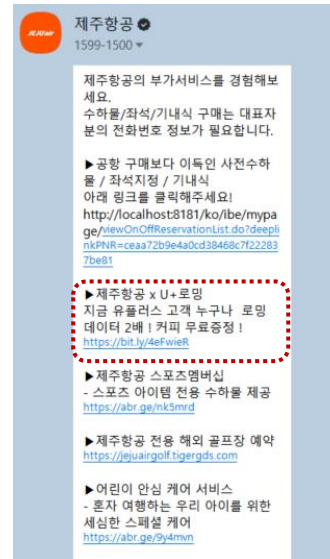 JEJUair
제주항공
1599-1500
제주항공의 부가서비스를 경험해보
세요.
수하물/좌석/기내식 구매는 대표자
분의 전화번호 정보가 필요합니다.
▶공항 구매보다 이득인 사전수하
물 / 좌석지정 / 기내식
아래 링크를 클릭해주세요!
http://localhost:8181/ko/ibe/mypa
ge/viewOnOffReservationList.do?deepli
nkPNR=ceaa72b9e4a0cd38468c7f22283
7be81
▶제주항공 x U+로밍
지금 유플러스 고객 누구나 로밍
데이터 2배 ! 커피 무료증정 !
https://bit.ly/4eFwieR
▶제주항공 스포츠멤버십
- 스포츠 아이템 전용 수하물 제공
https://abr.ge/nk5mrd
▶제주항공 전용 해외 골프장 예약
https://jejuairgolf.tigergds.com
▶어린이 안심 케어 서비스
- 혼자 여행하는 우리 아이를 위한
세심한 스페셜 케어
https://abr.ge/9y4mvn